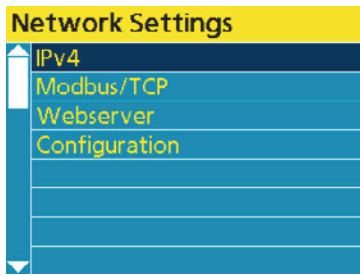 Network Settings
IPv4
Modbus/TCP
Webserver
Configuration